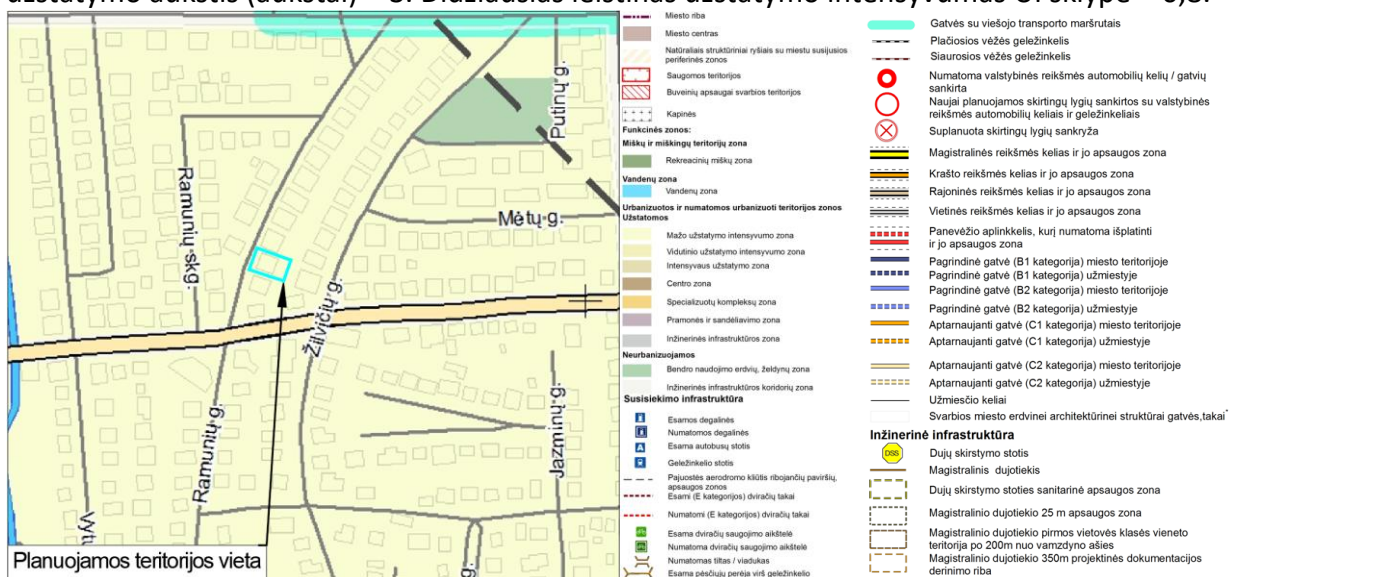 užstatymo aukštis (aukštai) – 3. Didžiausias leistinas užstatymo intensyvumas UI sklype – 0,8.
Putinų g.
Ramunių skg.
Mėtų g.
Žilvičių g.
Ramunių g.
Jazminų g.
Vyt
g.
Planuojamos teritorijos vieta
Miesto riba
Miesto centras
Natūraliais struktūriniai ryšiais su miestu susijusios
periferinės zonos
Saugomos teritorijos
Buveinių apsaugai svarbios teritorijos
Kapinės
Funkcinės zonos:
Miškų ir miškingų teritorijų zona
Rekreacinių miškų zona
Vandenų zona
Vandenų zona
Urbanizuotos ir numatomos urbanizuoti teritorijos zonos
Užstatomos
Mažo užstatymo intensyvumo zona
Vidutinio užstatymo intensyvumo zona
Intensyvaus užstatymo zona
Centro zona
Specializuotų kompleksų zona
Pramonės ir sandėliavimo zona
Inžinerinės infrastruktūros zona
Neurbanizuojamos
Bendro naudojimo erdvių, želdynų zona
Inžinerinės infrastruktūros koridorių zona
Susisiekimo infrastruktūra
Esamos degalinės
Numatomos degalinės
A
Esama autobusų stotis
Geležinkelio stotis
Pajuostės aerodromo kliūtis ribojančių paviršių,
apsaugos zonos
Esami (E kategorijos) dviračių takai
Numatomi (E kategorijos) dviračių takai
Esama dviračių saugojimo aikštelė
Numatoma dviračių saugojimo aikštelė
Numatomas tiltas / viadukas
Esama pėsčiųjų perėja virš geležinkelio
Gatvės su viešojo transporto maršrutais
Plačiosios vėžės geležinkelis
Siaurosios vėžės geležinkelis
Numatoma valstybinės reikšmės automobilių kelių / gatvių
sankirta
Naujai planuojamos skirtingų lygių sankirtos su valstybinės
reikšmės automobilių keliais ir geležinkeliais
Suplanuota skirtingų lygių sankryža
Magistralinės reikšmės kelias ir jo apsaugos zona
Krašto reikšmės kelias ir jo apsaugos zona
Rajoninės reikšmės kelias ir jo apsaugos zona
Vietinės reikšmės kelias ir jo apsaugos zona
Panevėžio aplinkkelis, kurį numatoma išplatinti
ir jo apsaugos zona
Pagrindinė gatvė (B1 kategorija) miesto teritorijoje
Pagrindinė gatvė (B1 kategorija) užmiestyje
Pagrindinė gatvė (B2 kategorija) miesto teritorijoje
Pagrindinė gatvė (B2 kategorija) užmiestyje
Aptarnaujanti gatvė (C1 kategorija) miesto teritorijoje
Aptarnaujanti gatvė (C1 kategorija) užmiestyje
Aptarnaujanti gatvė (C2 kategorija) miesto teritorijoje
Aptarnaujanti gatvė (C2 kategorija) užmiestyje
Užmiesčio keliai
Svarbios miesto erdvinei architektūrinei struktūrai gatvės,takai*
Inžinerinė infrastruktūra
DSS
Dujų skirstymo stotis
Magistralinis dujotiekis
Dujų skirstymo stoties sanitarinė apsaugos zona
Magistralinio dujotiekio 25 m apsaugos zona
Magistralinio dujotiekio pirmos vietovės klasės vieneto
teritorija po 200m nuo vamzdyno ašies
Magistralinio dujotiekio 350m projektinės dokumentacijos
derinimo riba